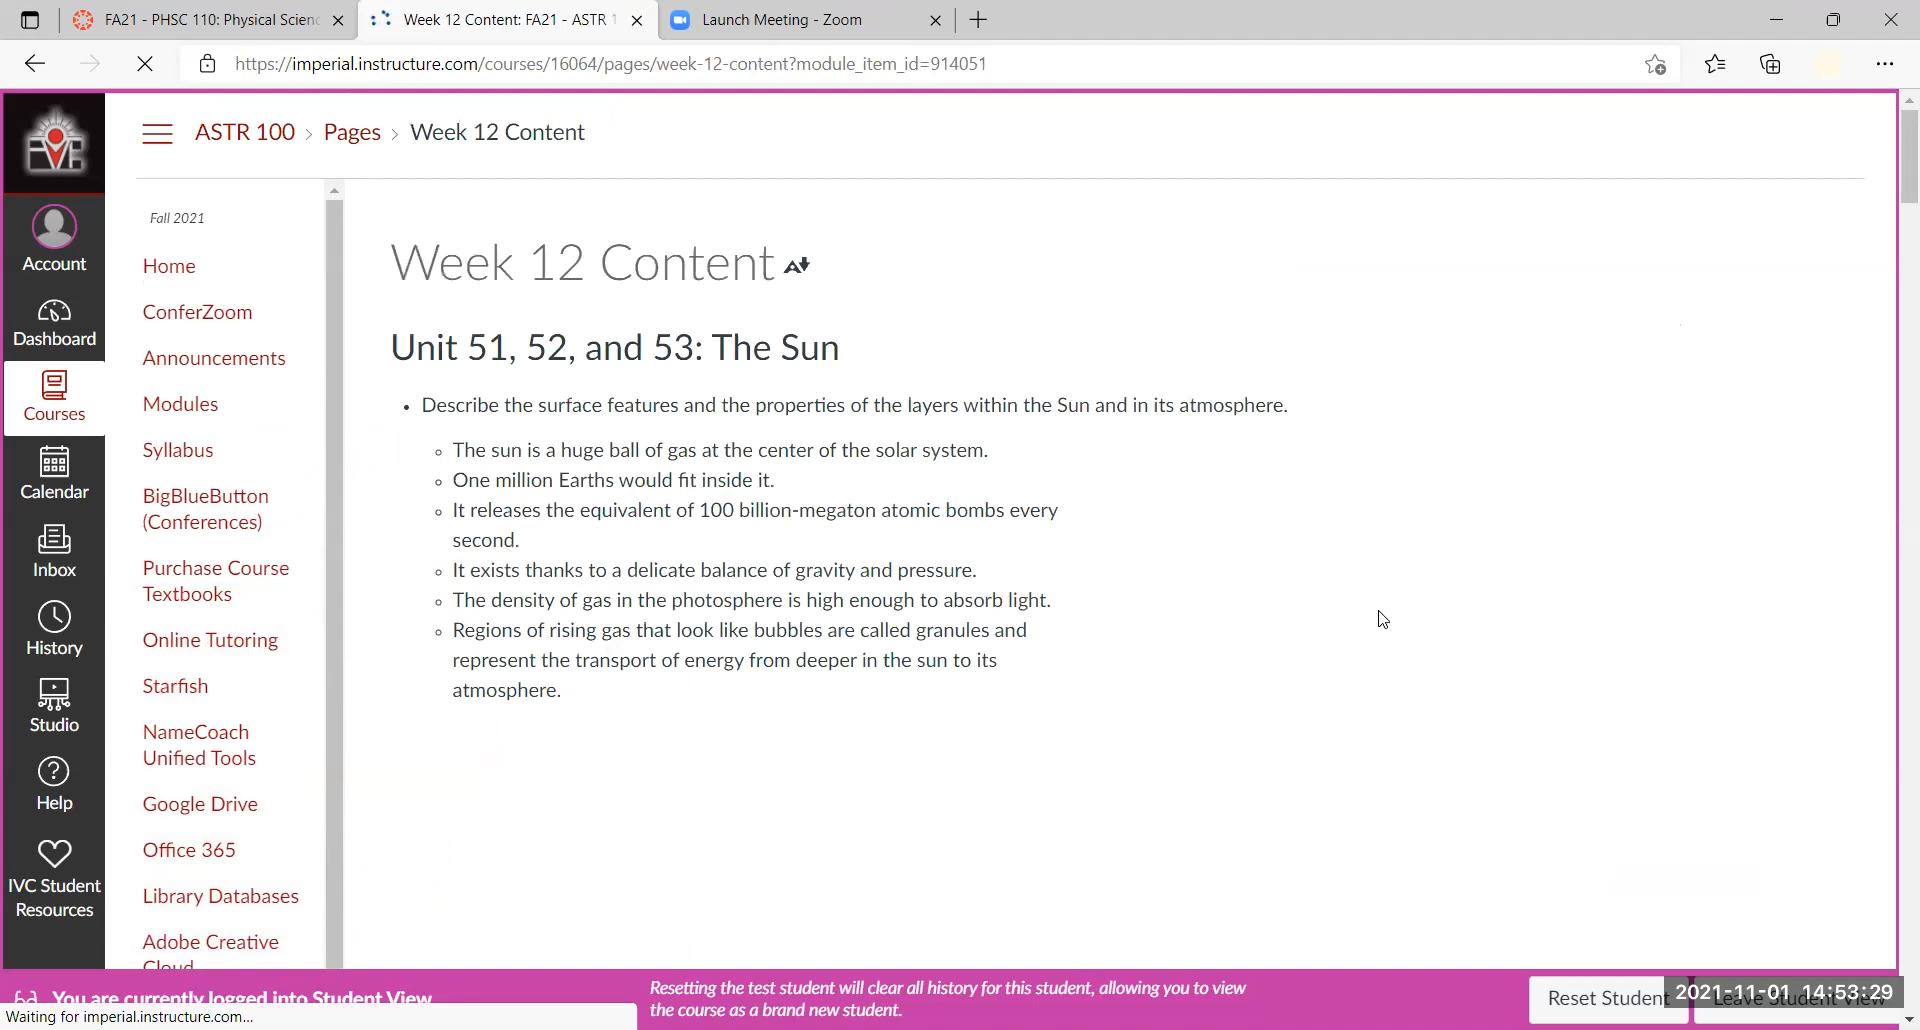 FA21 - PHSC 110: Physical Scienc
Week 12 Content: FA21 - ASTR 1
Launch Meeting - Zoom
https://imperial.instructure.com/courses/16064/pages/week-12-content?module_item_id=914051
IVC
ASTR 100 › Pages › Week 12 Content
Account
Dashboard
Courses
Calendar
Inbox
History
Studio
Help
IVC Student
Resources
Fall 2021
Home
ConferZoom
Announcements
Modules
Syllabus
BigBlueButton
(Conferences)
Purchase Course
Textbooks
Online Tutoring
Starfish
NameCoach
Unified Tools
Google Drive
Office 365
Library Databases
Adobe Creative
Cloud
Week 12 Content
Unit 51, 52, and 53: The Sun
• Describe the surface features and the properties of the layers within the Sun and in its atmosphere.
◦ The sun is a huge ball of gas at the center of the solar system.
◦ One million Earths would fit inside it.
◦ It releases the equivalent of 100 billion-megaton atomic bombs every
second.
◦ It exists thanks to a delicate balance of gravity and pressure.
◦ The density of gas in the photosphere is high enough to absorb light.
◦ Regions of rising gas that look like bubbles are called granules and
represent the transport of energy from deeper in the sun to its
atmosphere.
You are currently logged into Student View
Resetting the test student will clear all history for this student, allowing you to view
the course as a brand new student.
Reset Student
Leave Student View
2021-11-01 14:53:29
Waiting for imperial.instructure.com...